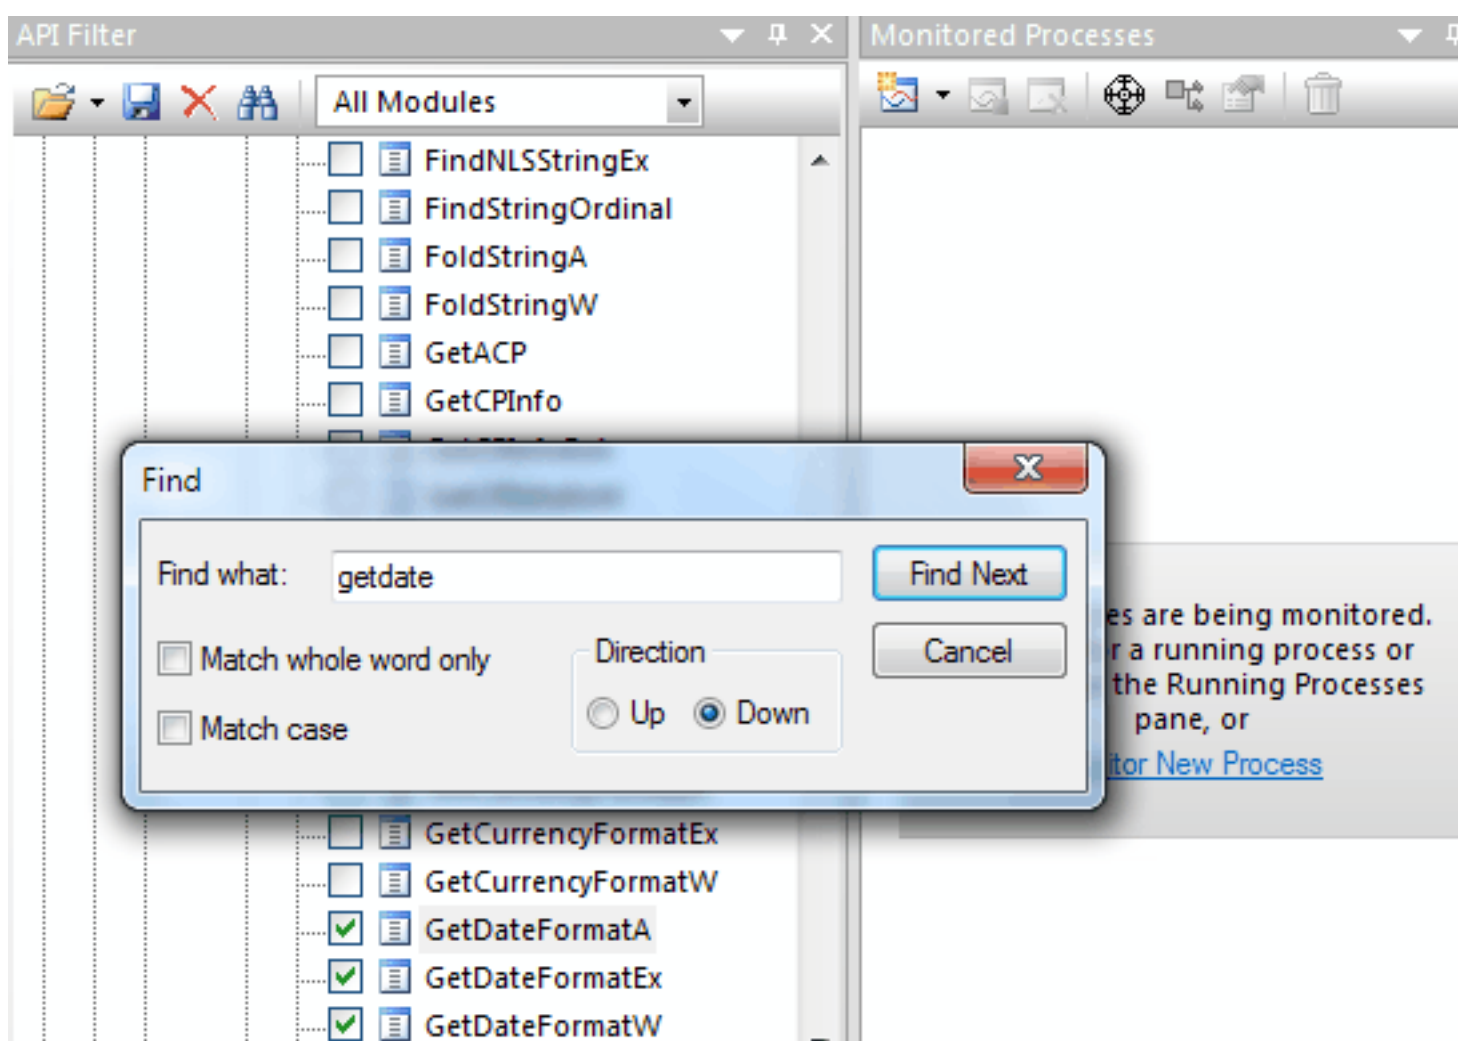 API Filter
Monitored Processes
All Modules
FindNLSStringEx
FindStringOrdinal
FoldStringA
FoldStringW
GetACP
GetCPInfo
Find
Find what:
getdate
Find Next
Match whole word only
Direction
Cancel
Up
Down
Match case
are being monitored.
a running process or
the Running Processes
pane, or
New Process
GetCurrencyFormatEx
GetCurrencyFormatW
GetDateFormatA
GetDateFormatEx
GetDateFormatW